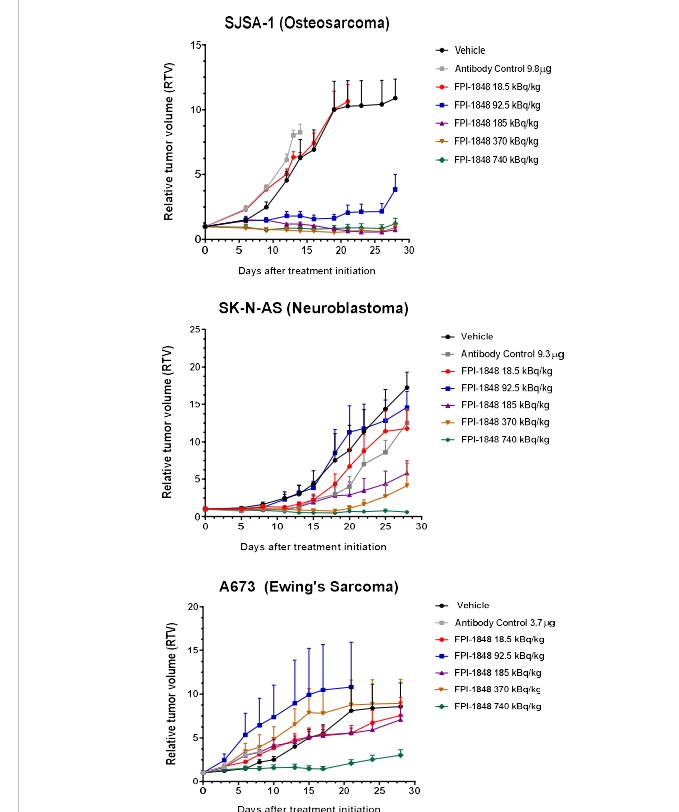 SJSA-1 (Osteosarcoma)
Relative tumor volume (RTV)
15
10
5
0
0 5 10 15 20 25 30
Days after treatment initiation
Vehicle
Antibody Control 9.8µg
FPI-1848 18.5 kBq/kg
FPI-1848 92.5 kBq/kg
FPI-1848 185 kBq/kg
FPI-1848 370 kBq/kg
FPI-1848 740 kBq/kg
SK-N-AS (Neuroblastoma)
Relative tumor volume (RTV)
25
20
15
10
5
0
0 5 10 15 20 25 30
Days after treatment initiation
Vehicle
Antibody Control 9.3µg
FPI-1848 18.5 kBq/kg
FPI-1848 92.5 kBq/kg
FPI-1848 185 kBq/kg
FPI-1848 370 kBq/kg
FPI-1848 740 kBq/kg
A673 (Ewing's Sarcoma)
Relative tumor volume (RTV)
20
15
10
5
0
0 5 10 15 20 25 30
Days after treatment initiation
Vehicle
Antibody Control 3.7µg
FPI-1848 18.5 kBq/kg
FPI-1848 92.5 kBq/kg
FPI-1848 185 kBq/kg
FPI-1848 370 kBq/kg
FPI-1848 740 kBq/kg